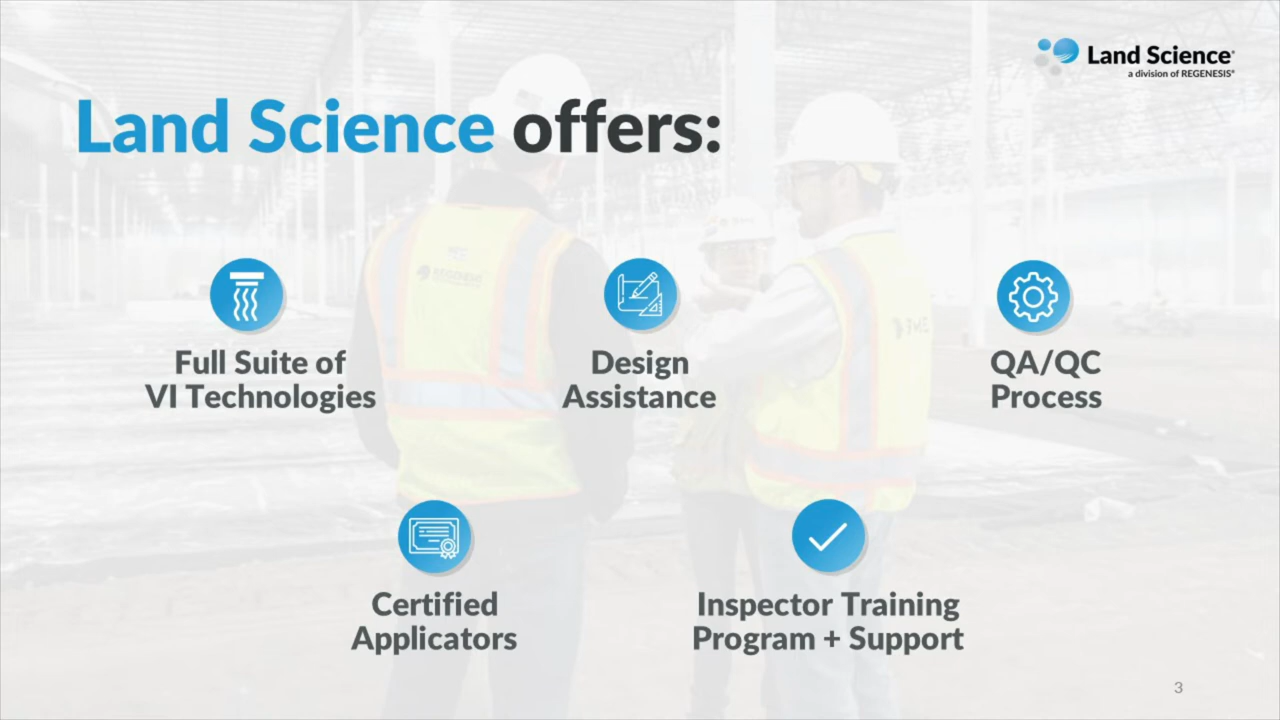 Land Science®
a division of REGENESIS®
Land Science offers:
REGENESIS
Full Suite of
VI Technologies
Design
Assistance
QA/QC
Process
Certified
Applicators
Inspector Training
Program + Support
3